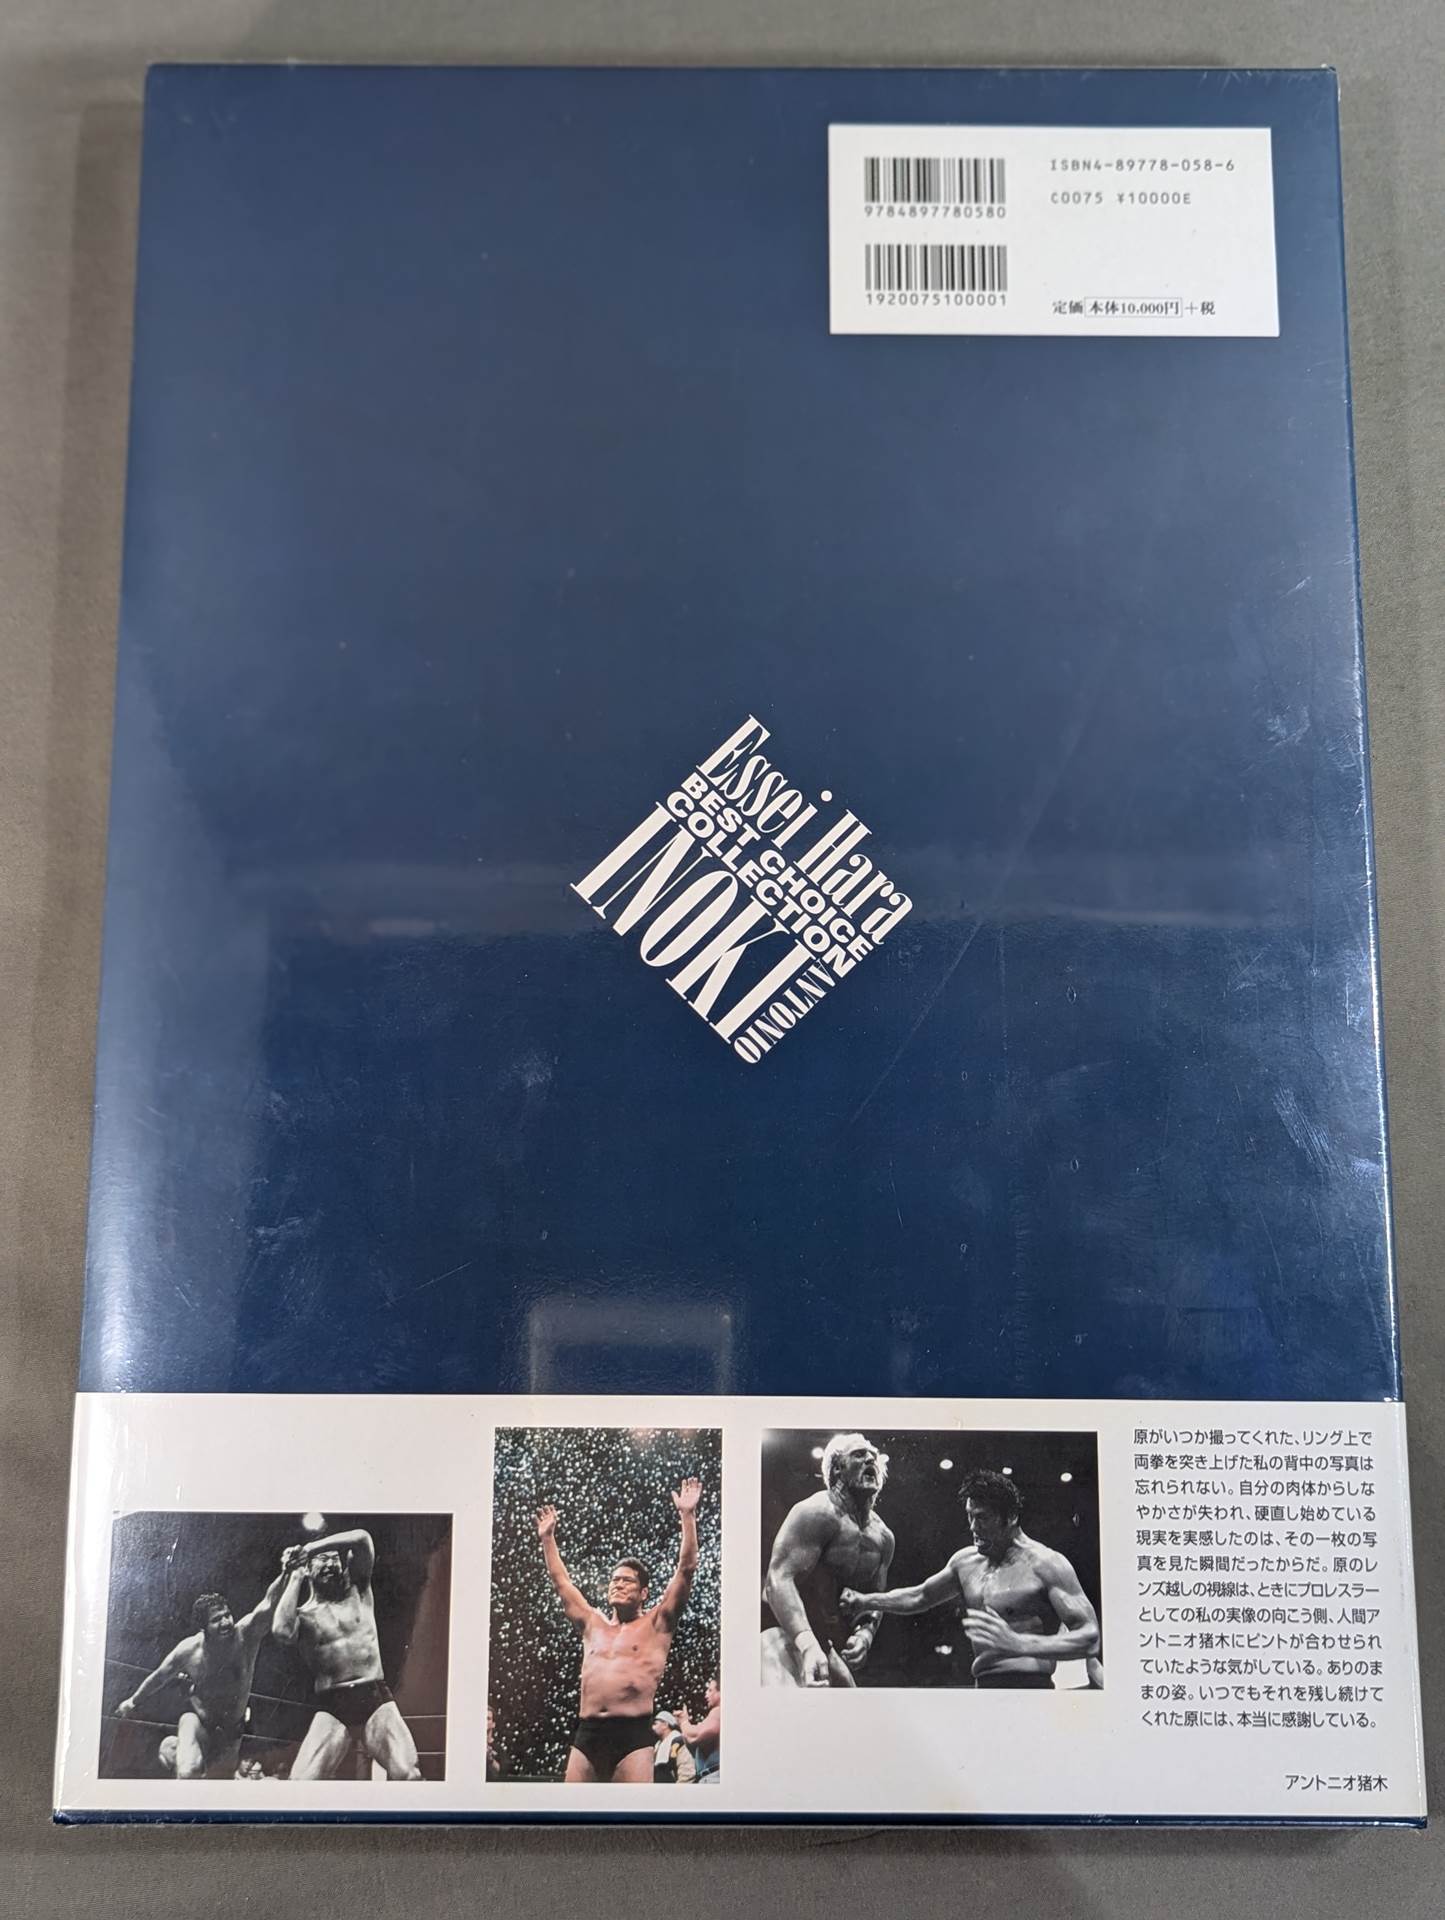 ISBN4-89778-058-6
C0075 ¥10000E
9784897780580
1920075100001
定価 本体10,000円 +税
Essei Hara
BEST CHOICE
COLLECTION
INOKI
ANTONIO
原がいつか撮ってくれた、リング上で
両拳を突き上げた私の背中の写真は
忘れられない。自分の肉体からしな
やかさが失われ、硬直し始めている
現実を実感したのは、その一枚の写
真を見た瞬間だったからだ。原のレ
ンズ越しの視線は、ときにプロレスラー
としての私の実像の向こう側、人間ア
ントニオ猪木にピントが合わせられ
ていたような気がしている。ありのま
まの姿。いつでもそれを残し続けて
くれた原には、本当に感謝している。
アントニオ猪木